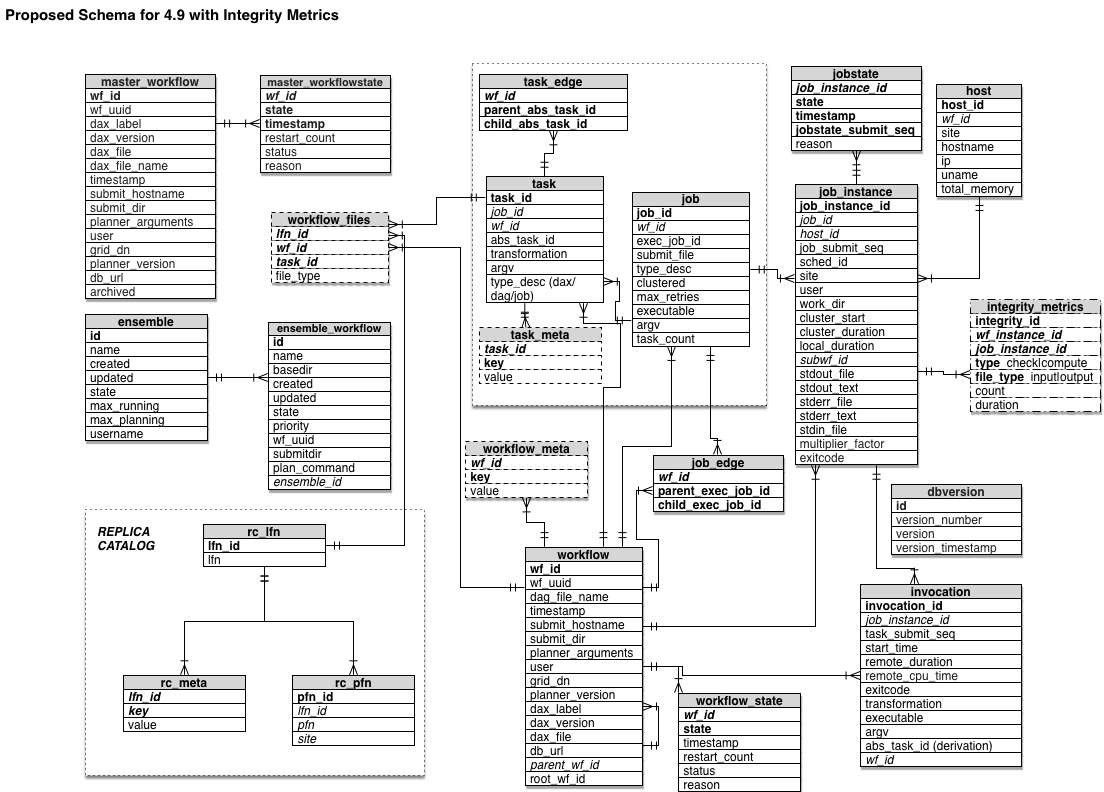 Proposed Schema for 4.9 with Integrity Metrics
master_workflow
wf_id
wf_uuid
dax_label
dax_version
dax_file
dax_file_name
timestamp
submit_hostname
submit_dir
planner_arguments
user
grid_dn
planner_version
db_url
archived
master_workflowstate
wf_id
state
timestamp
restart_count
status
reason
workflow_files
lfn_id
wf_id
task_id
file_type
ensemble
id
name
created
updated
state
max_running
max_planning
username
ensemble_workflow
id
name
basedir
created
updated
state
priority
wf_uuid
submitdir
plan_command
ensemble_id
task_edge
wf_id
parent_abs_task_id
child_abs_task_id
task
task_id
job_id
wf_id
abs_task_id
transformation
argv
type_desc (dax/
dag/job)
task_meta
task_id
key
value
job
job_id
wf_id
exec_job_id
submit_file
type_desc
clustered
max_retries
executable
argv
task_count
jobstate
job_instance_id
state
timestamp
jobstate_submit_seq
reason
host
host_id
wf_id
site
hostname
ip
uname
total_memory
job_instance
job_instance_id
job_id
host_id
job_submit_seq
sched_id
site
user
work_dir
cluster_start
cluster_duration
local_duration
subwf_id
stdout_file
stdout_text
stderr_file
stderr_text
stdin_file
multiplier_factor
exitcode
integrity_metrics
integrity_id
wf_instance_id
job_instance_id
type check|compute
file_type input|output
count
duration
workflow_meta
wf_id
key
value
job_edge
wf_id
parent_exec_job_id
child_exec_job_id
dbversion
id
version_number
version
version_timestamp
REPLICA
CATALOG
rc_lfn
lfn_id
lfn
rc_meta
lfn_id
key
value
rc_pfn
pfn_id
lfn_id
pfn
site
workflow
wf_id
wf_uuid
dag_file_name
timestamp
submit_hostname
submit_dir
planner_arguments
user
grid_dn
planner_version
dax_label
dax_version
dax_file
db_url
parent_wf_id
root_wf_id
workflow_state
wf_id
state
timestamp
restart_count
status
reason
invocation
invocation_id
job_instance_id
task_submit_seq
start_time
remote_duration
remote_cpu_time
exitcode
transformation
executable
argv
abs_task_id (derivation)
wf_id